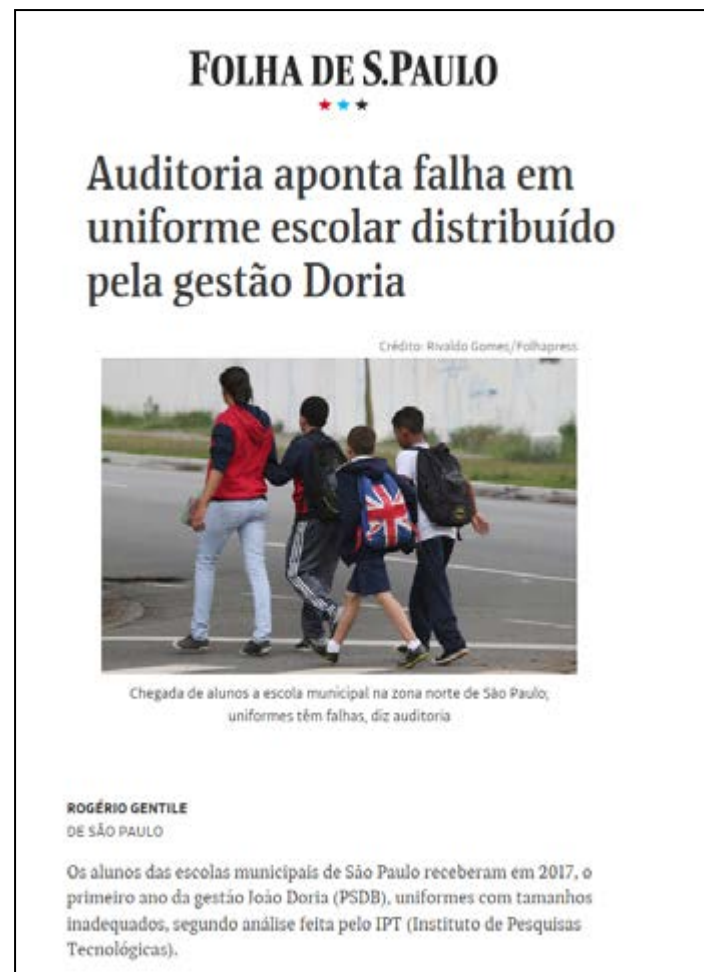 FOLHA DE S.PAULO
Auditoria aponta falha em
uniforme escolar distribuído
pela gestão Doria
Crédito: Rivaldo Gomes/Folhapress
Chegada de alunos a escola municipal na zona norte de São Paulo;
uniformes têm falhas, diz auditoria
ROGÉRIO GENTILE
DE SÃO PAULO
Os alunos das escolas municipais de São Paulo receberam em 2017, o
primeiro ano da gestão João Doria (PSDB), uniformes com tamanhos
inadequados, segundo análise feita pelo IPT (Instituto de Pesquisas
Tecnológicas).